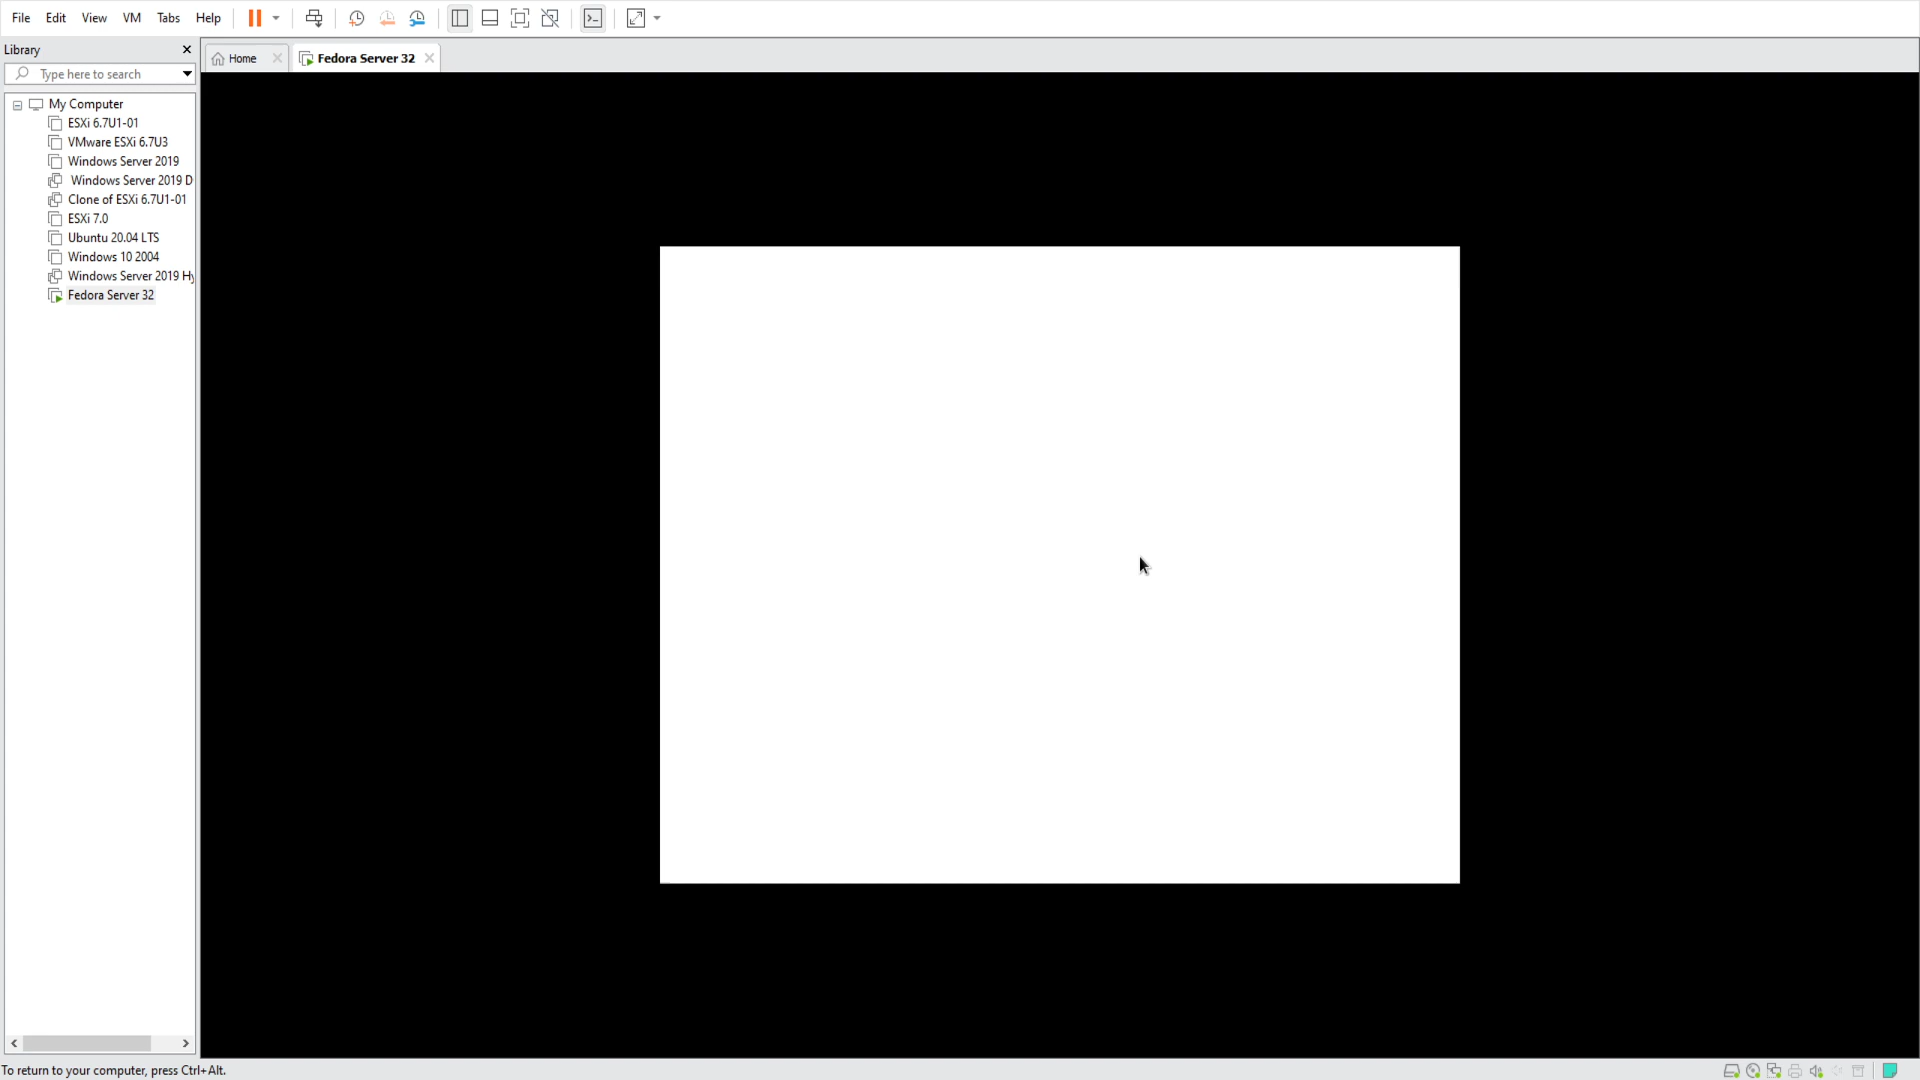 File Edit View VM Tabs Help
Library
Type here to search
My Computer
ESXi 6.7U1-01
VMware ESXi 6.7U3
Windows Server 2019
Windows Server 2019 D
Clone of ESXi 6.7U1-01
ESXi 7.0
Ubuntu 20.04 LTS
Windows 10 2004
Windows Server 2019 Hy
Fedora Server 32
Home
Fedora Server 32
To return to your computer, press Ctrl+Alt.